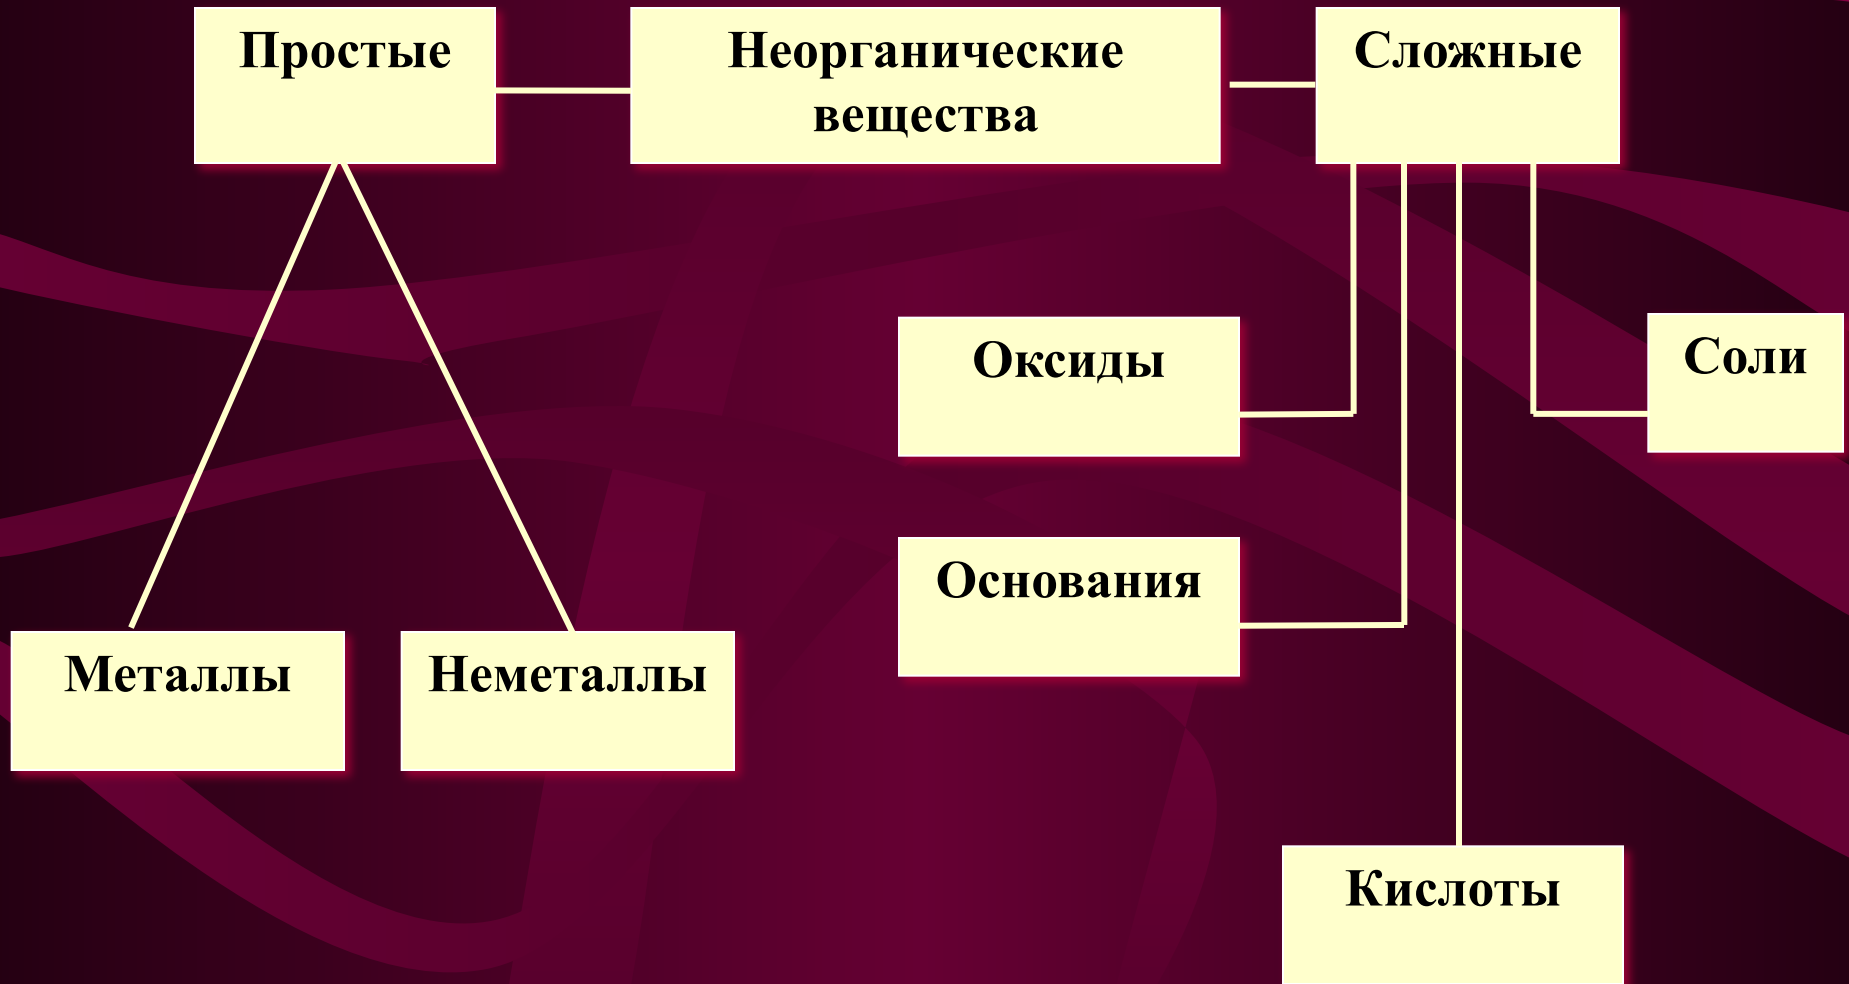 Простые
Неорганические
вещества
Сложные
Оксиды
Соли
Основания
Металлы
Неметаллы
Кислоты